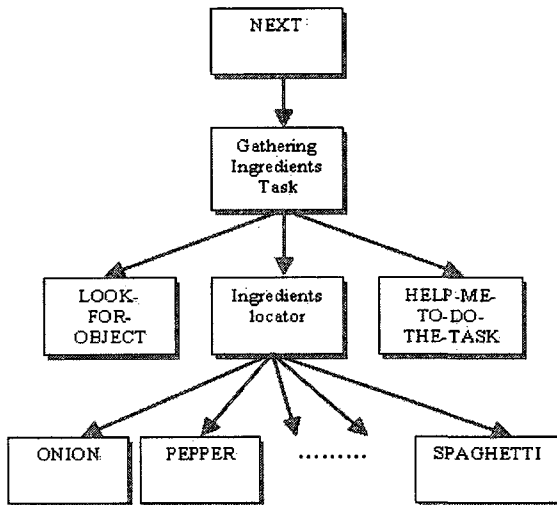 NEXT
Gathering
Ingredients
Task
LOOK-
FOR-
OBJECT
Ingredients
locator
HELP-ME-
TO-DO-
THE-TASK
ONION
PEPPER
.........
SPAGHETTI